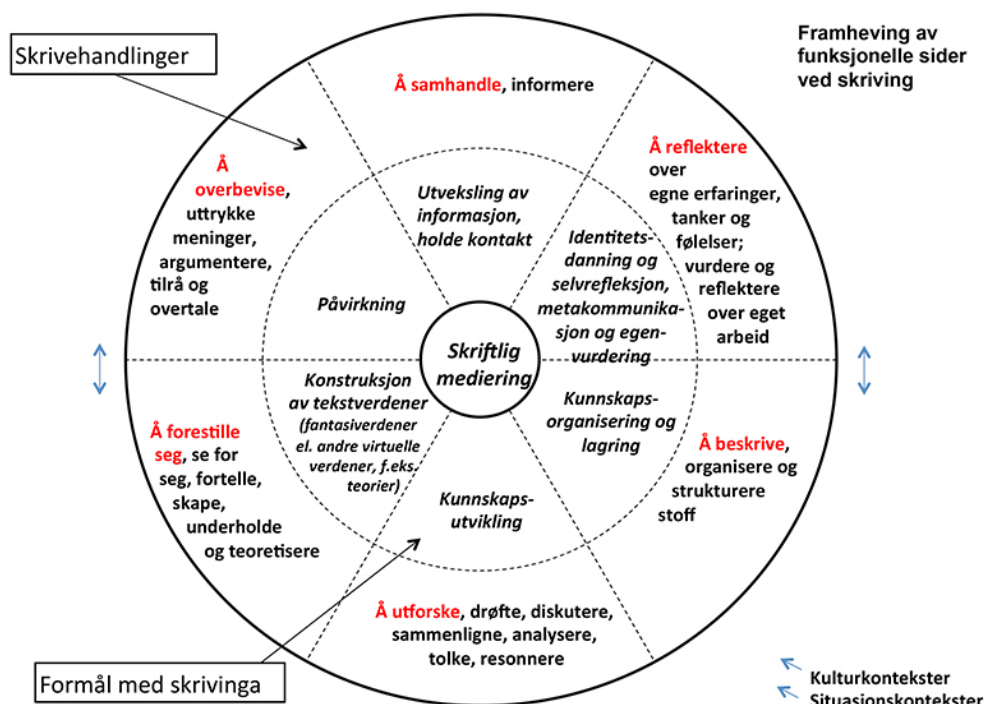 Skrivehandlinger
Framheving av
funksjonelle sider
ved skriving
Å samhandle, informere
Å reflektere
over
egne erfaringer,
tanker og
følelser;
vurdere og
reflektere
over eget
arbeid
Å
overbevise,
uttrykke
meninger,
argumentere,
tilrå og
overtale
Utveksling av
informasjon,
holde kontakt
Identitets-
danning og
selvrefleksjon,
metakommunika-
sjon og egen-
vurdering
Påvirkning
Skriftlig
mediering
Konstruksjon
av tekstverdener
(fantasiverdener
el. andre virtuelle
verdener, f.eks.
teorier)
Kunnskaps-
organisering og
lagring
Kunnskaps-
utvikling
Å forestille
seg, se for
seg, fortelle,
skape,
underholde
og teoretisere
Å beskrive,
organisere og
strukturere
stoff
Å utforske, drøfte, diskutere,
sammenligne, analysere,
tolke, resonnere
Formål med skrivinga
Kulturkontekster
Situasjonskontekster